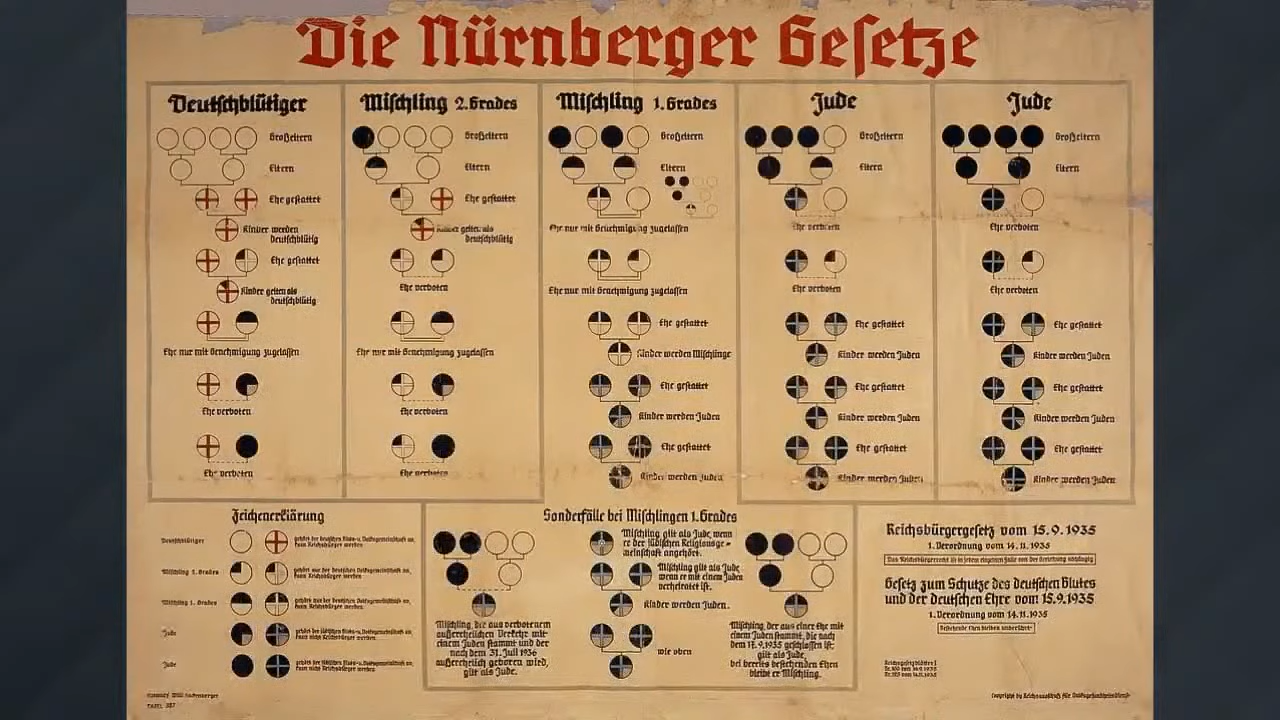 Die Nürnberger Gesetze
Deutschblütiger
Großeltern
Eltern
Ehe gestattet
Kinder werden
deutschblütig
Ehe gestattet
Kinder gelten als
deutschblütig
Ehe nur mit Genehmigung zugelassen
Ehe verboten
Ehe verboten
Mischling 2. Grades
Großeltern
Eltern
Ehe gestattet
Kinder gelten als
deutschblütig
Ehe verboten
Ehe nur mit Genehmigung zugelassen
Ehe verboten
Ehe verboten
Mischling 1. Grades
Großeltern
Eltern
Ehe nur mit Genehmigung zugelassen
Ehe nur mit Genehmigung zugelassen
Ehe gestattet
Kinder werden Mischlinge
Ehe gestattet
Kinder werden Juden
Ehe gestattet
Kinder werden Juden
Jude
Großeltern
Eltern
Ehe verboten
Ehe verboten
Ehe gestattet
Kinder werden Juden
Ehe gestattet
Kinder werden Juden
Ehe gestattet
Kinder werden Juden
Jude
Großeltern
Eltern
Ehe verboten
Ehe verboten
Ehe gestattet
Kinder werden Juden
Ehe gestattet
Kinder werden Juden
Ehe gestattet
Kinder werden Juden
Zeichenerklärung
Deutschblütiger
Mischling 2. Grades
Mischling 1. Grades
Jude
Jude
Sonderfälle bei Mischlingen 1. Grades
Mischling, der aus verbotenem
außerehelichen Verkehr mit
einem Juden stammt und der
nach dem 31. Juli 1936
außerehelich geboren wird,
gilt als Jude.
Mischling gilt als Jude, wenn
er der jüdischen Religionsge-
meinschaft angehört.
Mischling gilt als Jude,
wenn er mit einem Juden
verheiratet ist.
Kinder werden Juden.
wie oben
Mischling, der aus einer Ehe mit
einem Juden stammt, die nach
dem 17.9.1935 geschlossen ist,
gilt als Jude,
bei bereits bestehenden Ehen
bleibt er Mischling.
Reichsbürgergesetz vom 15.9.1935
1. Verordnung vom 14.11.1935
Gesetz zum Schutze des deutschen Blutes
und der deutschen Ehre vom 15.9.1935
1. Verordnung vom 14.11.1935
Bestehende Ehen bleiben unberührt